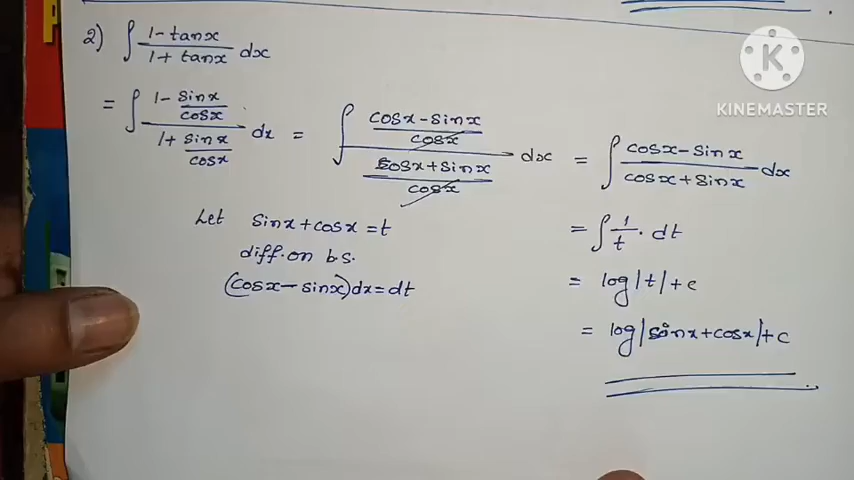 2) ∫ (1 - tanx)/(1 + tanx) dx
= ∫ (1 - sinx/cosx)/(1 + sinx/cosx) dx = ∫ ((cosx - sinx)/cosx)/((cosx + sinx)/cosx) dx = ∫ (cosx - sinx)/(cosx + sinx) dx
Let sinx + cosx = t
diff. on b.s.
(cosx - sinx)dx = dt
= ∫ 1/t · dt
= log|t| + c
= log|sinx + cosx| + c
K
KINEMASTER